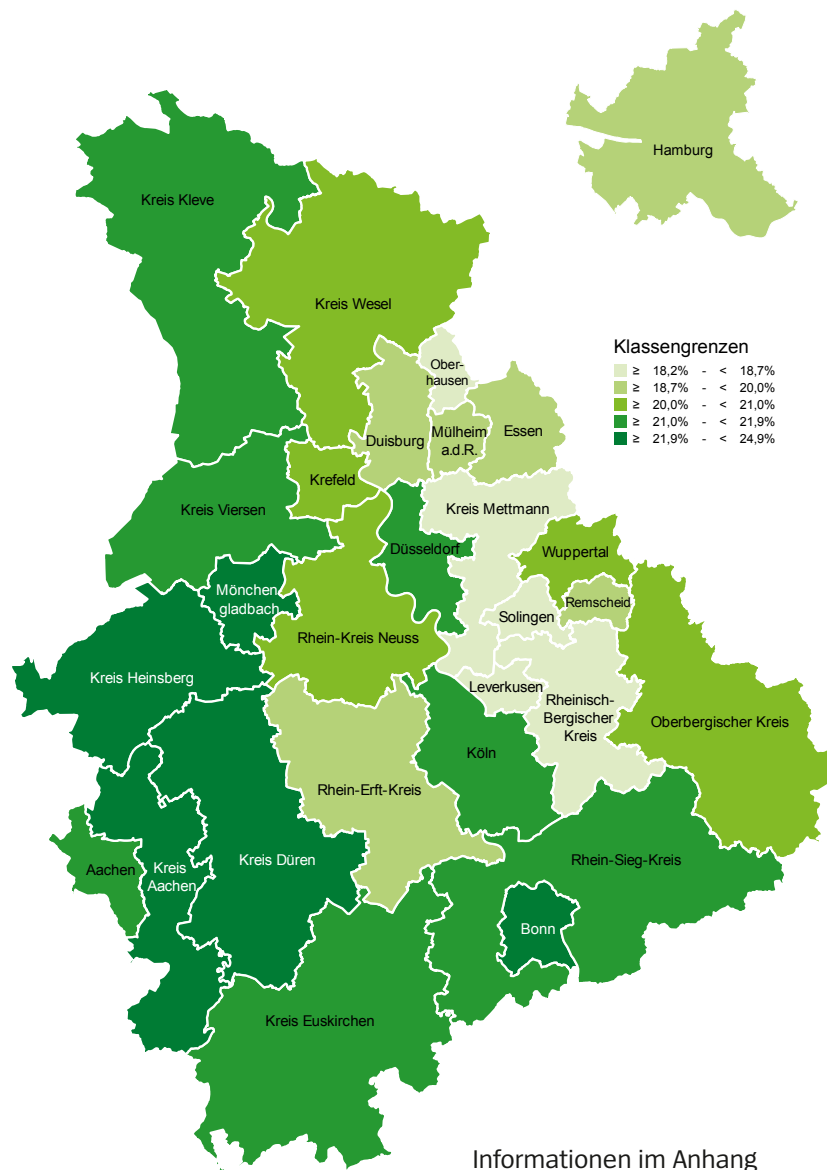 Hamburg
Kreis Kleve
Kreis Wesel
Klassengrenzen
≥ 18,2% - < 18,7%
≥ 18,7% - < 20,0%
≥ 20,0% - < 21,0%
≥ 21,0% - < 21,9%
≥ 21,9% - < 24,9%
Ober-
hausen
Duisburg
Mülheim
a.d.R.
Essen
Krefeld
Kreis Viersen
Kreis Mettmann
Düsseldorf
Wuppertal
Mönchen
gladbach
Remscheid
Solingen
Rhein-Kreis Neuss
Kreis Heinsberg
Leverkusen
Rheinisch-
Bergischer
Kreis
Oberbergischer Kreis
Köln
Rhein-Erft-Kreis
Aachen
Kreis
Aachen
Kreis Düren
Rhein-Sieg-Kreis
Bonn
Kreis Euskirchen
Informationen im Anhang